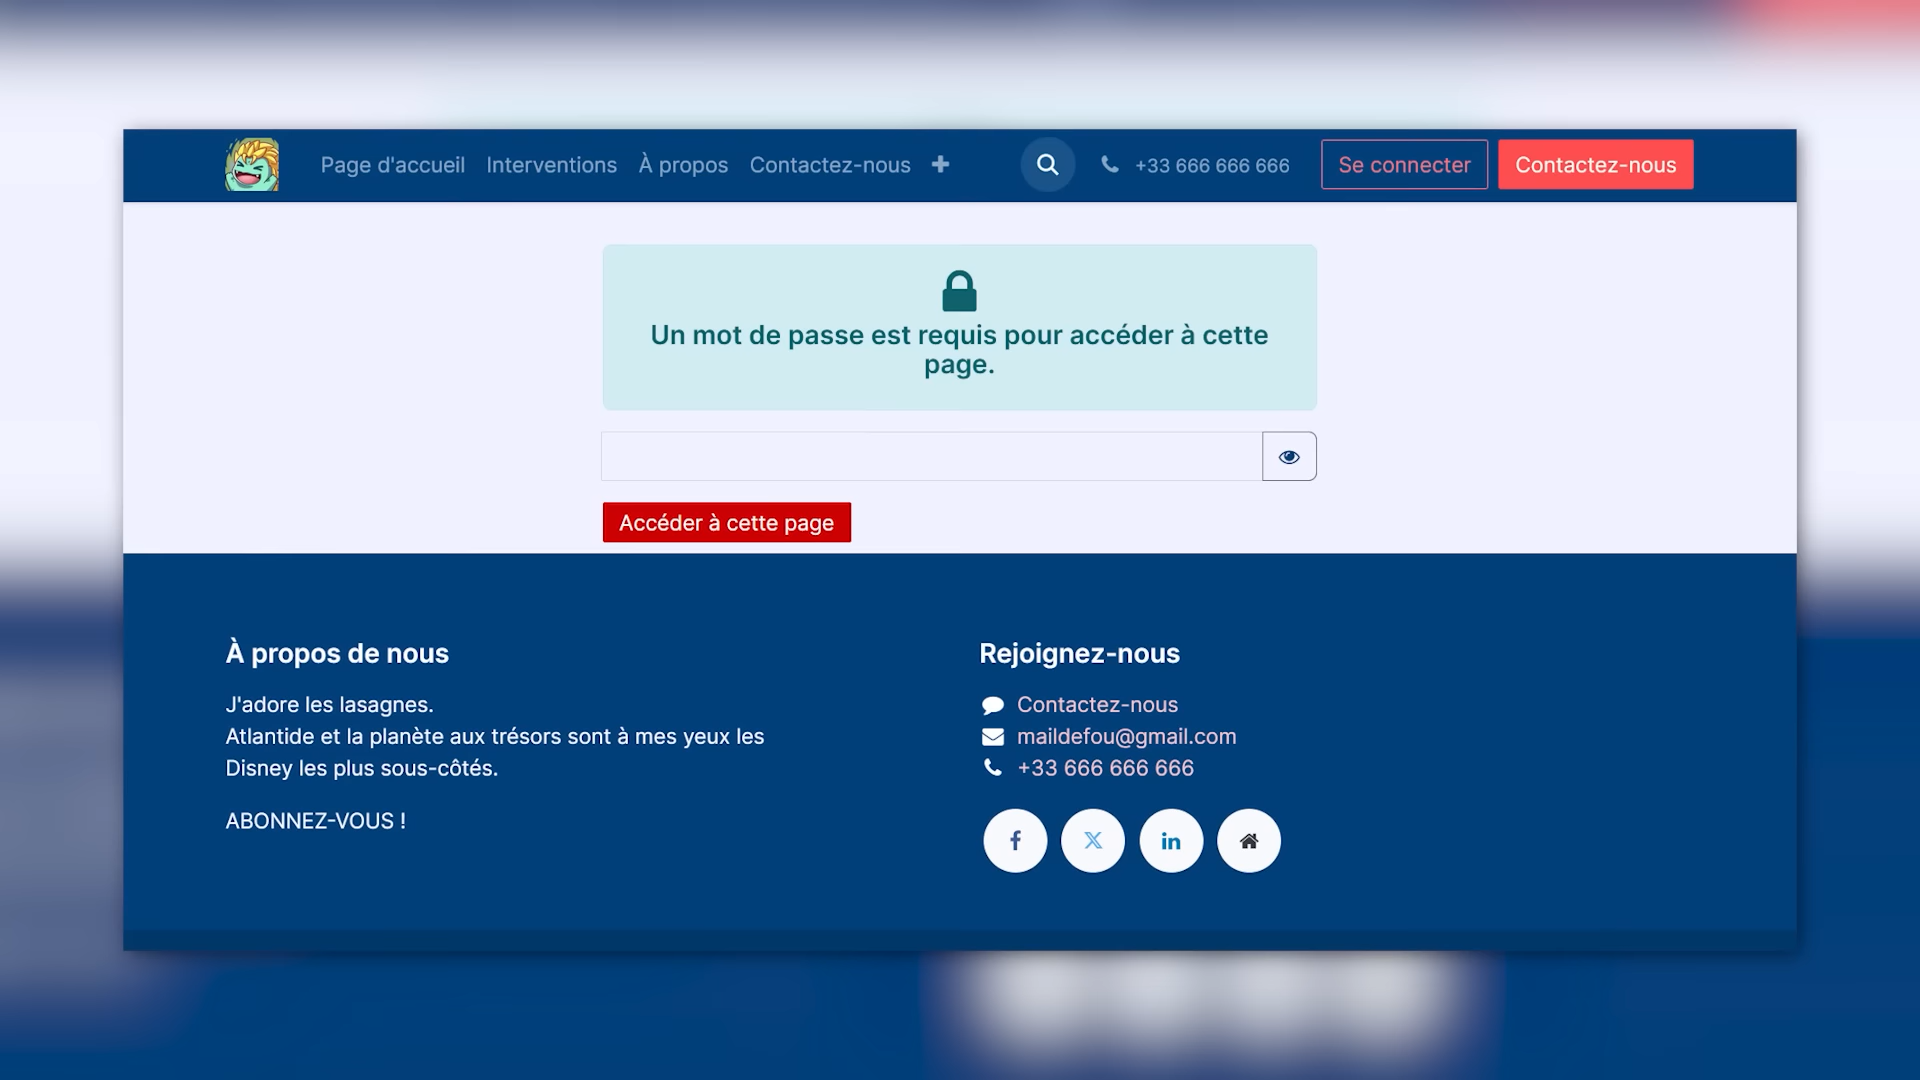 Page d'accueil Interventions À propos Contactez-nous +33 666 666 666 Se connecter Contactez-nous
Un mot de passe est requis pour accéder à cette
page.
Accéder à cette page
À propos de nous
J'adore les lasagnes.
Atlantide et la planète aux trésors sont à mes yeux les
Disney les plus sous-côtés.
ABONNEZ-VOUS !
Rejoignez-nous
Contactez-nous
maildefou@gmail.com
+33 666 666 666